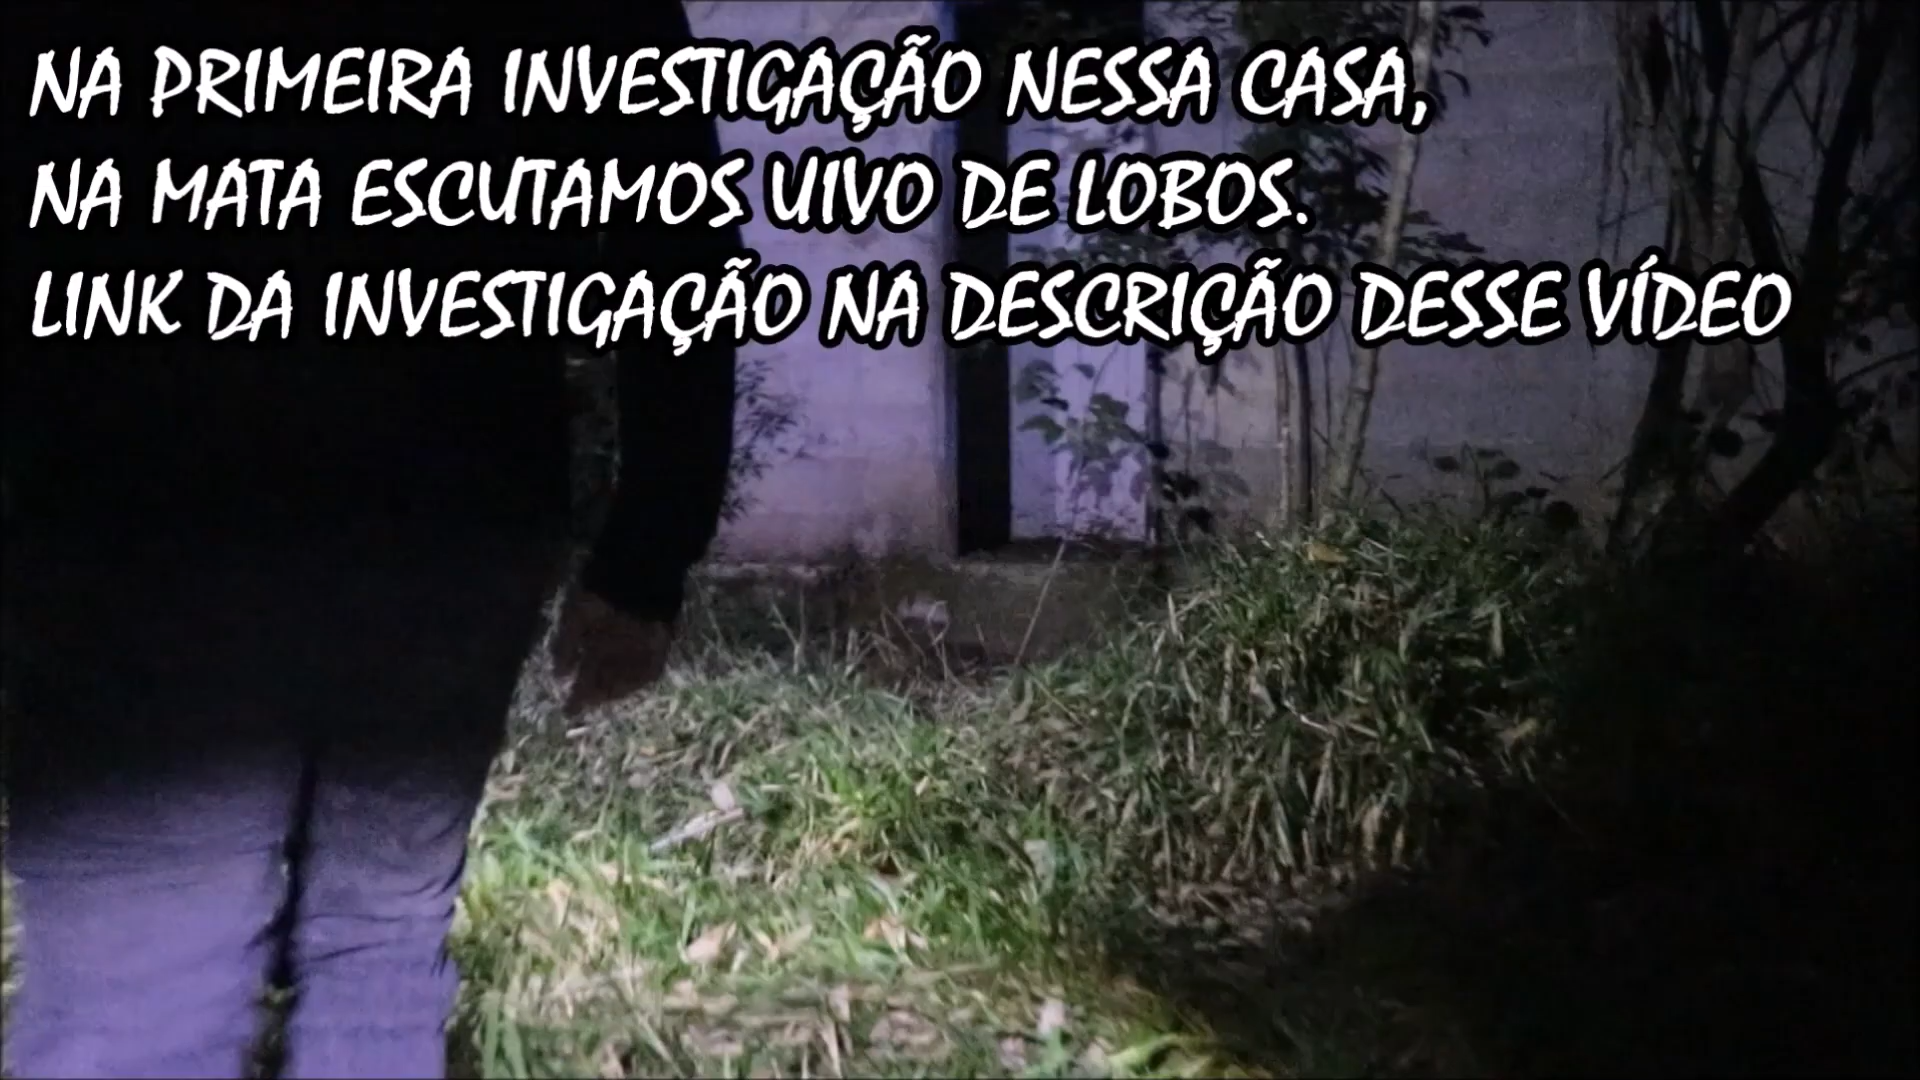 NA PRIMEIRA INVESTIGAÇÃO NESSA CASA,
NA MATA ESCUTAMOS UIVO DE LOBOS.
LINK DA INVESTIGAÇÃO NA DESCRIÇÃO DESSE VÍDEO